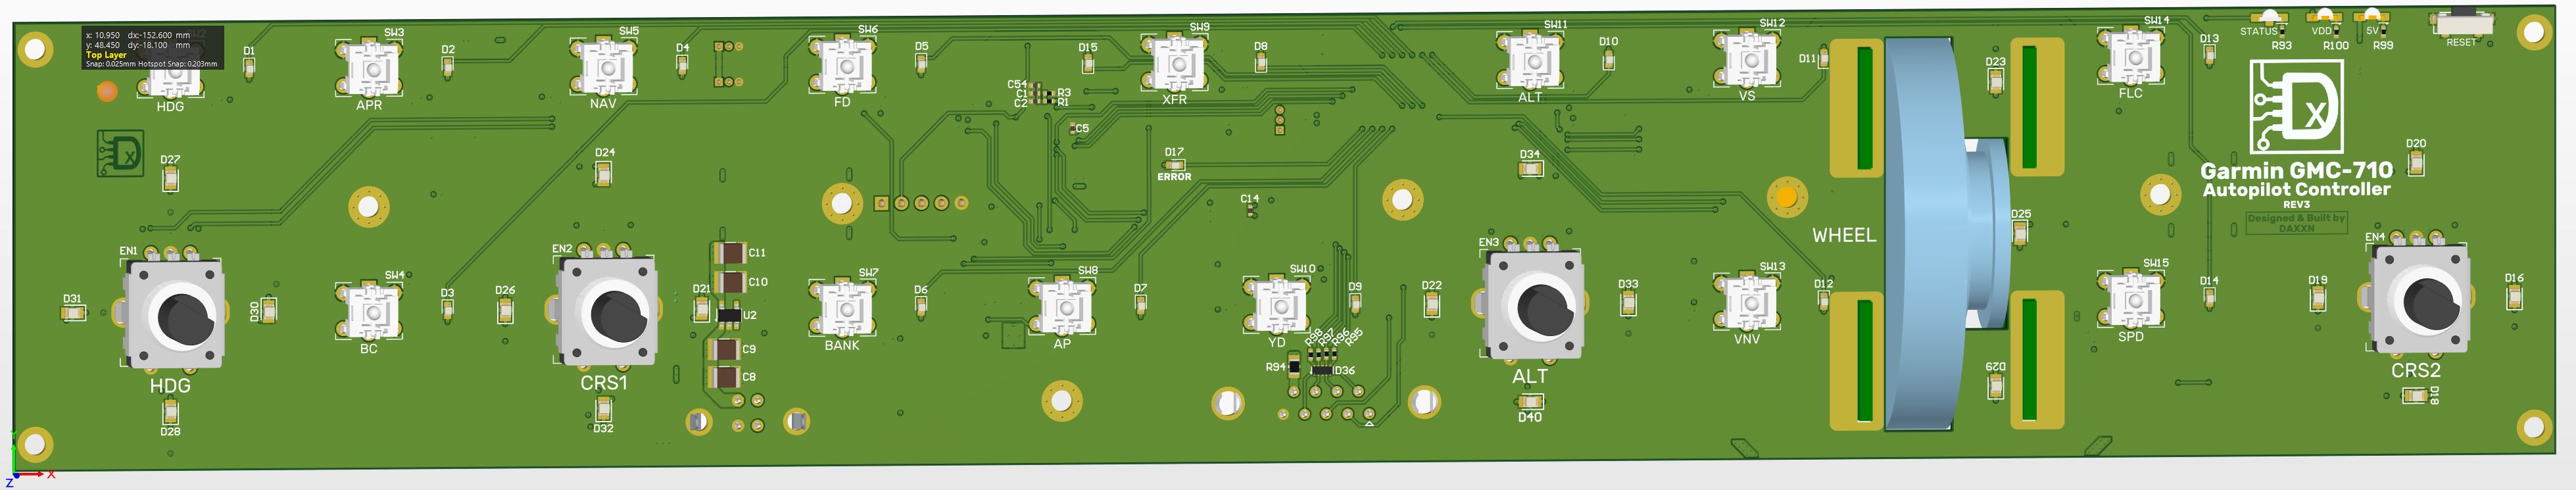 x: 10.950 dx:-152.600 mm
y: 48.450 dy:-18.100 mm
Top Layer
Snap: 0.025mm Hotspot Snap: 0.203mm
D1
SW3
D2
SW5
D4
SW6
D5
D15
SW9
D8
SW11
D10
SW12
D11
D23
SW14
D13
STATUS
R93
VDD
R100
5V
R99
RESET
HDG
APR
NAV
FD
XFR
ALT
VS
FLC
C54
C1
C2
R3
R1
C5
D27
D24
D17
ERROR
D34
D20
DX
DX
Garmin GMC-710
Autopilot Controller
REV3
Designed & Built by
DAXXN
C14
D25
WHEEL
EN1
EN2
EN3
EN4
C11
C10
U2
C9
C8
SW4
SW7
SW8
SW10
SW13
SW15
D31
D30
D3
D26
D21
D6
D7
D9
D22
D33
D12
D14
D19
D16
BC
BANK
AP
YD
VNV
SPD
R98
R97
R96
R95
R94
D36
HDG
CRS1
ALT
CRS2
D28
D32
D40
D29
D18
Z
X